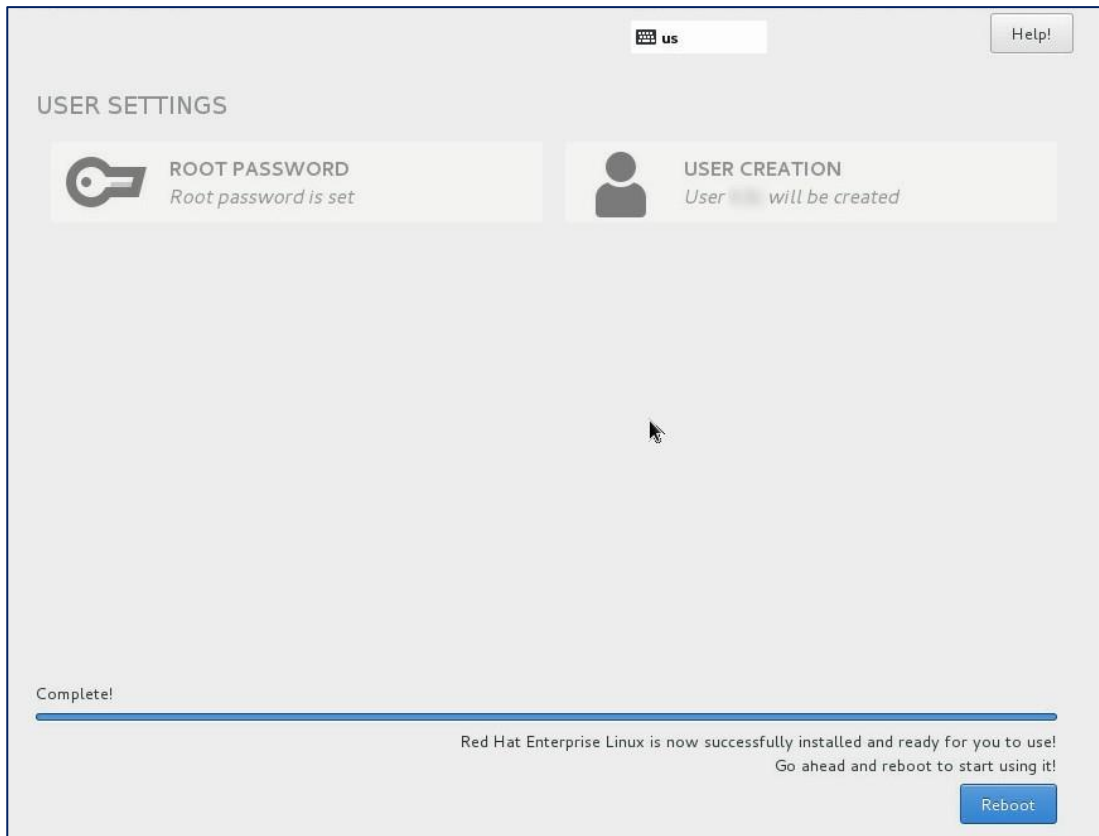 us
Help!
USER SETTINGS
ROOT PASSWORD
Root password is set
USER CREATION
User will be created
Complete!
Red Hat Enterprise Linux is now successfully installed and ready for you to use!
Go ahead and reboot to start using it!
Reboot